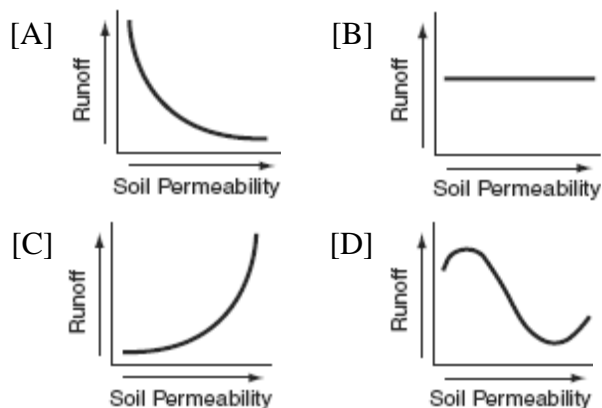 [A]
Runoff
Soil Permeability
[B]
Runoff
Soil Permeability
[C]
Runoff
Soil Permeability
[D]
Runoff
Soil Permeability